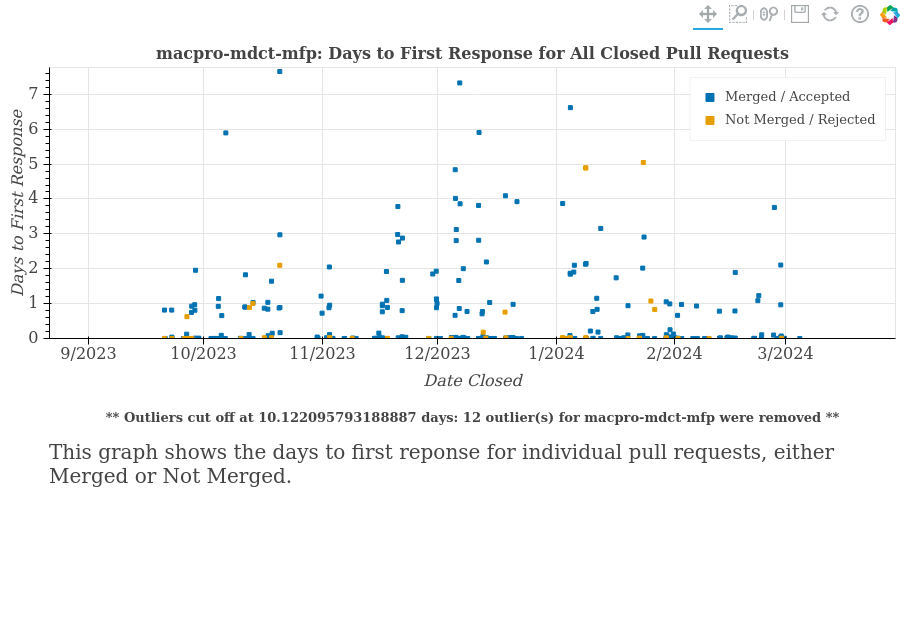 macpro-mdct-mfp: Days to First Response for All Closed Pull Requests
Merged / Accepted
Not Merged / Rejected
Days to First Response
7
6
5
4
3
2
1
0
9/2023 10/2023 11/2023 12/2023 1/2024 2/2024 3/2024
Date Closed
** Outliers cut off at 10.122095793188887 days: 12 outlier(s) for macpro-mdct-mfp were removed **
This graph shows the days to first reponse for individual pull requests, either
Merged or Not Merged.